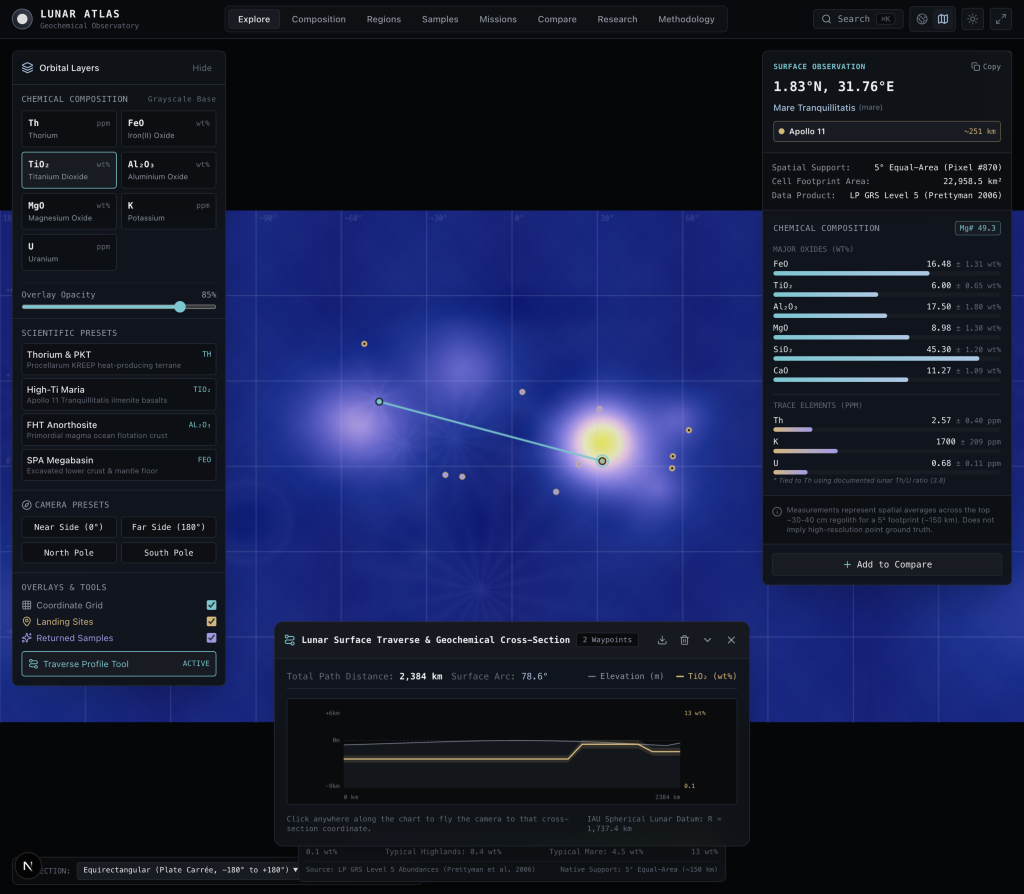 LUNAR ATLAS
Geochemical Observatory
Explore Composition Regions Samples Missions Compare Research Methodology
Search ⌘K
Orbital Layers Hide
CHEMICAL COMPOSITION Grayscale Base
Th ppm
Thorium
FeO wt%
Iron(II) Oxide
TiO₂ wt%
Titanium Dioxide
Al₂O₃ wt%
Aluminium Oxide
MgO wt%
Magnesium Oxide
K ppm
Potassium
U ppm
Uranium
Overlay Opacity 85%
SCIENTIFIC PRESETS
Thorium & PKT TH
Procellarum KREEP heat-producing terrane
High-Ti Maria TIO₂
Apollo 11 Tranquillitatis ilmenite basalts
FHT Anorthosite AL₂O₃
Primordial magma ocean flotation crust
SPA Megabasin FEO
Excavated lower crust & mantle floor
CAMERA PRESETS
Near Side (0°) Far Side (180°)
North Pole South Pole
OVERLAYS & TOOLS
Coordinate Grid
Landing Sites
Returned Samples
Traverse Profile Tool ACTIVE
-90° -60° -30° 0° 30° 60°
SURFACE OBSERVATION Copy
1.83°N, 31.76°E
Mare Tranquillitatis (mare)
Apollo 11 ~251 km
Spatial Support: 5° Equal-Area (Pixel #870)
Cell Footprint Area: 22,958.5 km²
Data Product: LP GRS Level 5 (Prettyman 2006)
CHEMICAL COMPOSITION Mg# 49.3
MAJOR OXIDES (WT%)
FeO 16.48 ± 1.31 wt%
TiO₂ 6.00 ± 0.65 wt%
Al₂O₃ 17.50 ± 1.80 wt%
MgO 8.98 ± 1.30 wt%
SiO₂ 45.30 ± 1.20 wt%
CaO 11.27 ± 1.09 wt%
TRACE ELEMENTS (PPM)
Th 2.57 ± 0.40 ppm
K 1700 ± 209 ppm
U 0.68 ± 0.11 ppm
* Tied to Th using documented lunar Th/U ratio (3.8)
Measurements represent spatial averages across the top
~30-40 cm regolith for a 5° footprint (~150 km). Does not
imply high-resolution point ground truth.
+ Add to Compare
Lunar Surface Traverse & Geochemical Cross-Section 2 Waypoints
Total Path Distance: 2,384 km Surface Arc: 78.6° Elevation (m) TiO₂ (wt%)
+6km 13 wt%
0m
-9km 0.1
0 km 2384 km
Click anywhere along the chart to fly the camera to that cross-
section coordinate.
IAU Spherical Lunar Datum: R =
1,737.4 km
0.1 wt% Typical Highlands: 0.4 wt% Typical Mare: 4.5 wt% 13 wt%
Source: LP GRS Level 5 Abundances (Prettyman et al. 2006) Native Support: 5° Equal-Area (~150 km)
N
ECTION: Equirectangular (Plate Carrée, −180° to +180°)